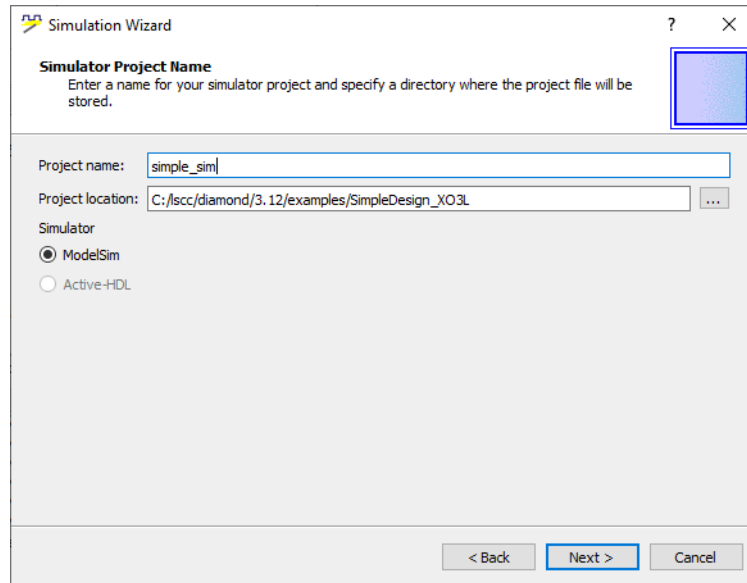 Simulation Wizard
Simulator Project Name
Enter a name for your simulator project and specify a directory where the project file will be
stored.
Project name: simple_sim
Project location: C:/lscc/diamond/3.12/examples/SimpleDesign_XO3L ...
Simulator
ModelSim
Active-HDL
< Back Next > Cancel